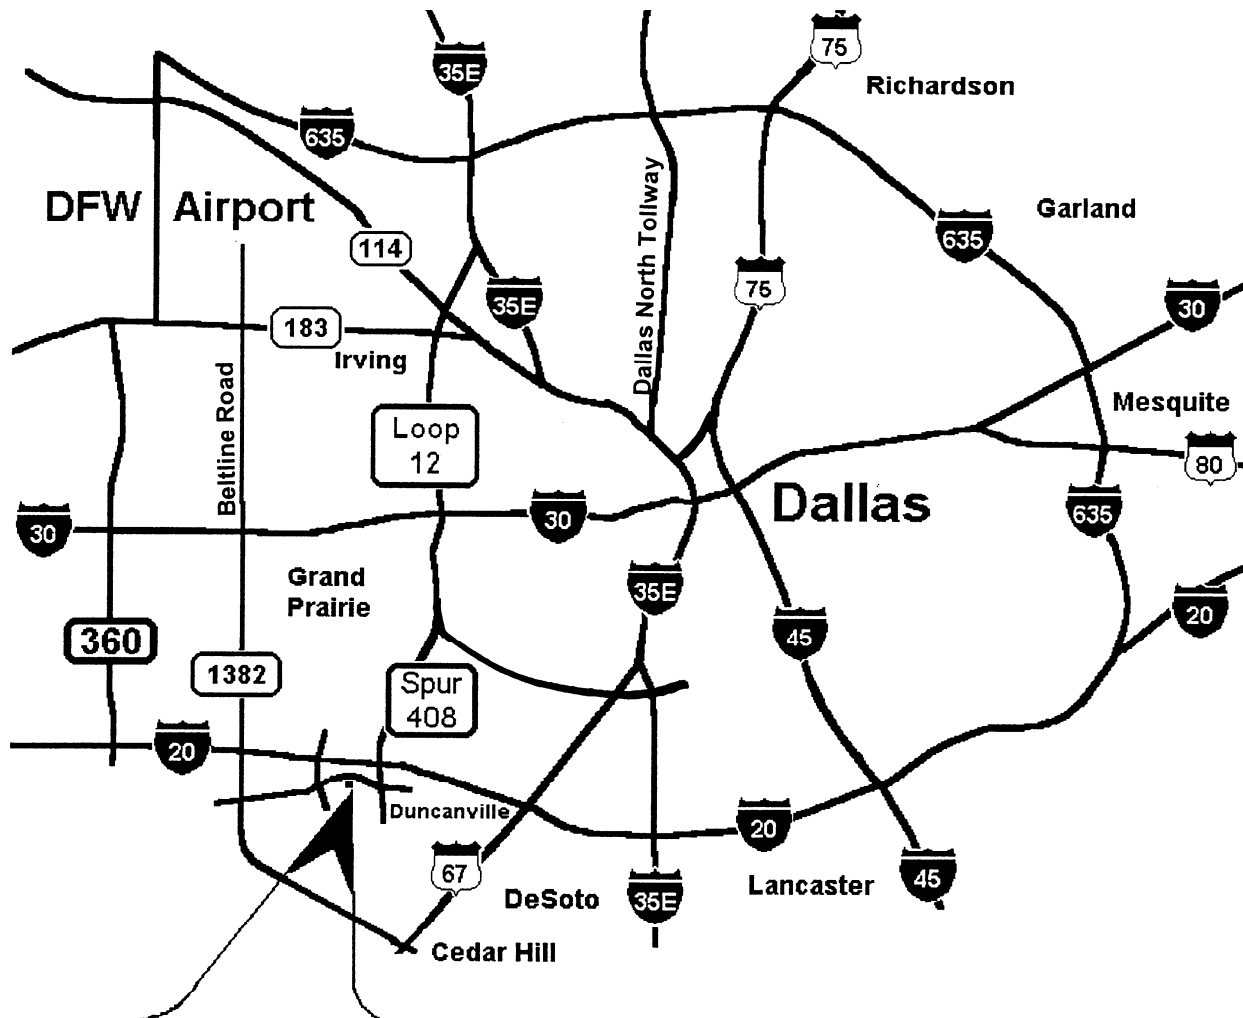 75
35E
Richardson
635
DFW Airport
Garland
635
114
Dallas North Tollway
75
35E
30
183
Irving
Beltline Road
Mesquite
Loop
12
80
Dallas
635
30
30
Grand
Prairie
35E
20
360
45
1382
Spur
408
20
Duncanville
20
67
DeSoto
35E
Lancaster
45
Cedar Hill